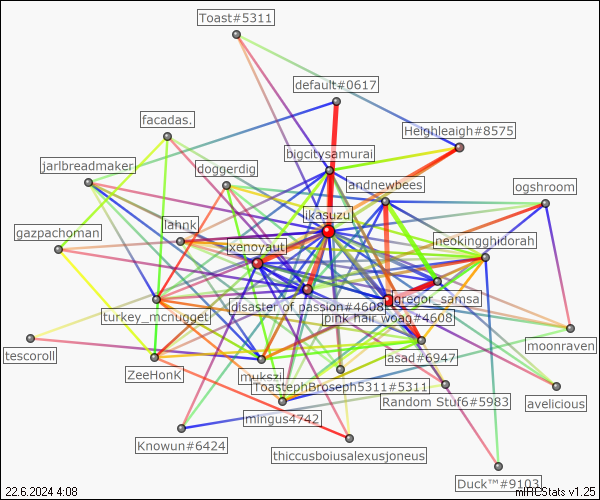 Toast#5311
default#0617
facadas.
Heighleaigh#8575
bigcitysamurai
jarlbreadmaker
doggerdig
andnewbees
ogshroom
ikasuzu
lahnk
gazpachoman
xenoyaut
neokingghidorah
gregor_samsa
disaster of passion#4608
pink hair woag#4608
turkey_mcnugget
moonraven
tescoroll
asad#6947
ZeeHonK
mukszi
ToastephBroseph5311#5311
Random Stuf6#5983
avelicious
mingus4742
Knowun#6424
thiccusboiusalexusjoneus
Duck™#9103
22.6.2024 4:08
mIRCStats v1.25